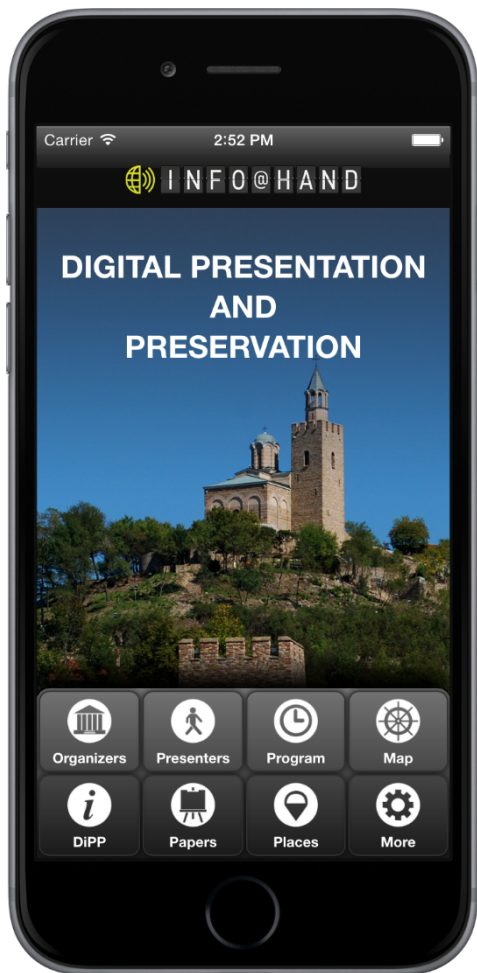 Carrier 2:52 PM
INFO@HAND
DIGITAL PRESENTATION
AND
PRESERVATION
Organizers Presenters Program Map
i
DiPP Papers Places More